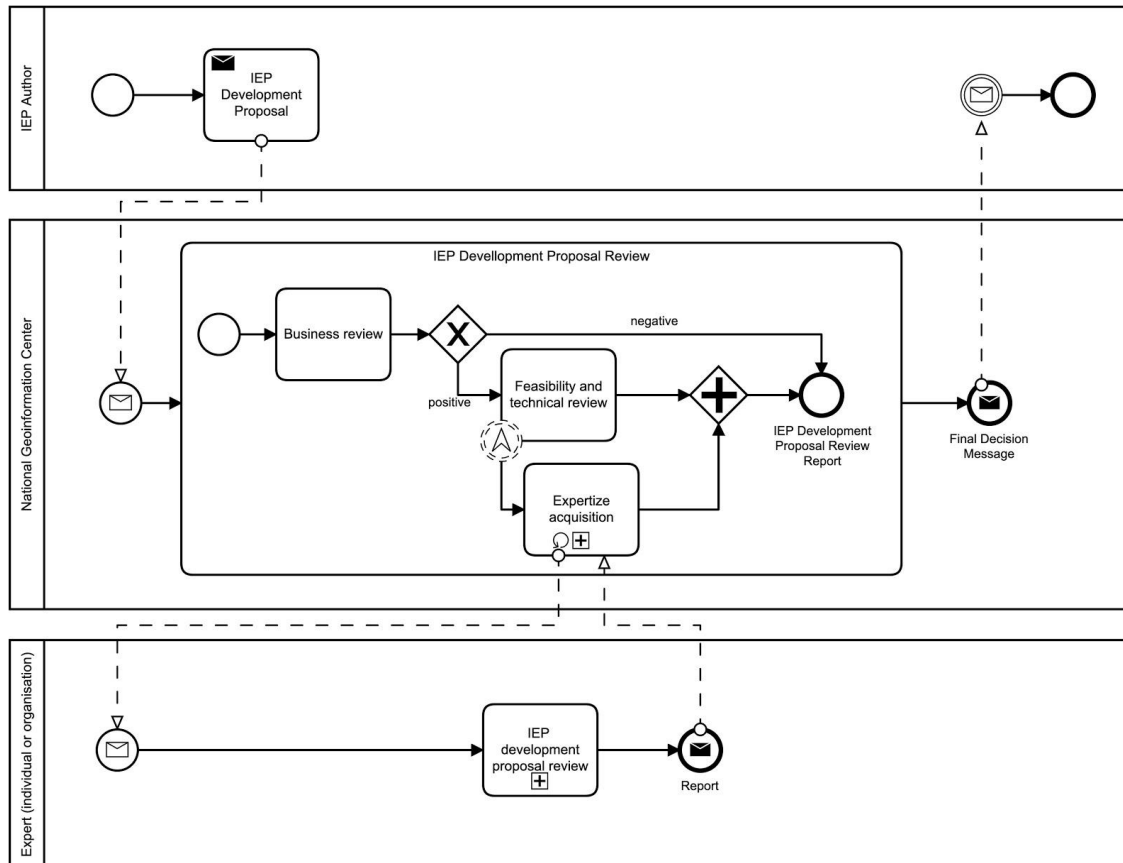 IEP Author
IEP
Development
Proposal
National Geoinformation Center
IEP Devellopment Proposal Review
Business review
X
negative
positive
Feasibility and
technical review
Expertize
acquisition
IEP Development
Proposal Review
Report
Final Decision
Message
Expert (individual or organisation)
IEP
development
proposal review
Report